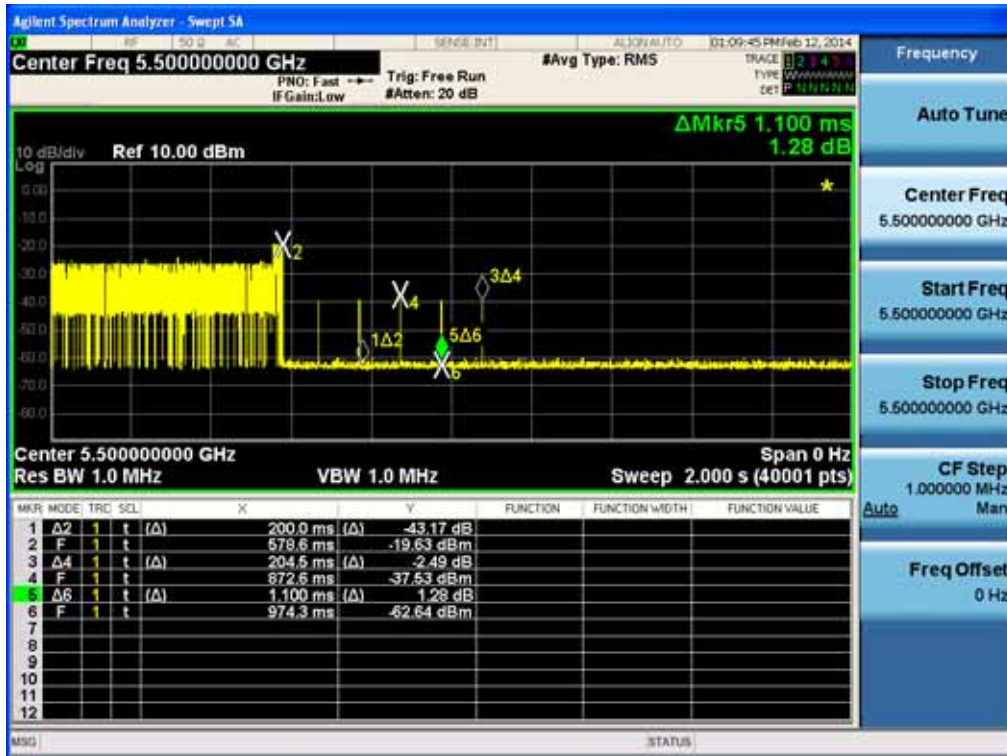 Agilent Spectrum Analyzer - Swept SA
RF 50 Ω AC SENSE:INT ALIGNAUTO 01:09:45 PMFeb 12, 2014
Center Freq 5.500000000 GHz
PNO: Fast
IFGain:Low
Trig: Free Run
#Atten: 20 dB
#Avg Type: RMS
TRACE 1 2 3 4 5 6
TYPE
DET P N N N N N
ΔMkr5 1.100 ms
1.28 dB
10 dB/div Ref 10.00 dBm
Log
0.00
-10.0
-20.0
-30.0
-40.0
-50.0
-60.0
-70.0
-80.0
2
4
3Δ4
1Δ2
5Δ6
6
Center 5.500000000 GHz Span 0 Hz
Res BW 1.0 MHz VBW 1.0 MHz Sweep 2.000 s (40001 pts)
MKR MODE TRC SCL X Y FUNCTION FUNCTION WIDTH FUNCTION VALUE
1 Δ2 1 t (Δ) 200.0 ms (Δ) -43.17 dB
2 F 1 t 578.6 ms -19.63 dBm
3 Δ4 1 t (Δ) 204.5 ms (Δ) -2.49 dB
4 F 1 t 872.6 ms -37.53 dBm
5 Δ6 1 t (Δ) 1.100 ms (Δ) 1.28 dB
6 F 1 t 974.3 ms -62.64 dBm
7
8
9
10
11
12
MSG STATUS
Frequency
Auto Tune
Center Freq
5.500000000 GHz
Start Freq
5.500000000 GHz
Stop Freq
5.500000000 GHz
CF Step
1.000000 MHz
Auto Man
Freq Offset
0 Hz